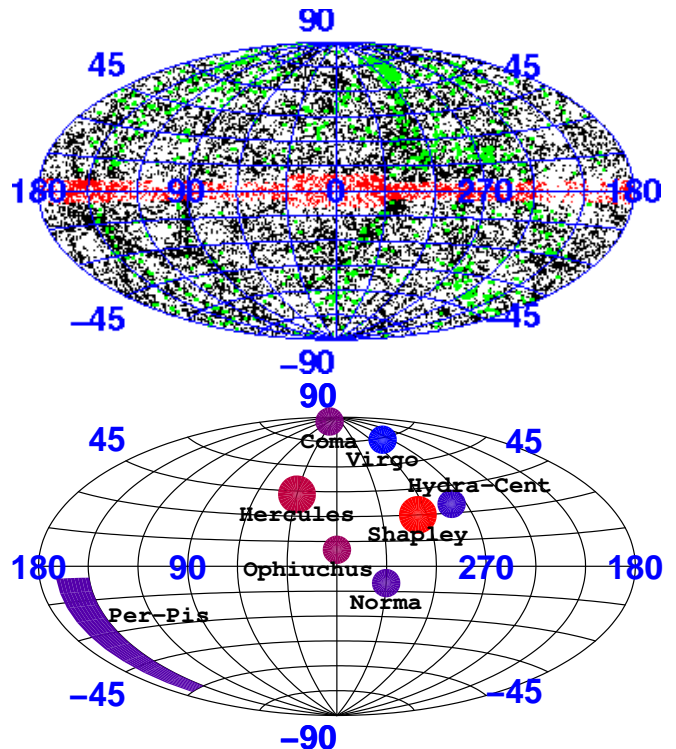 90
45 45
180 90 0 270 180
−45 −45
−90
90
Coma
45 Virgo 45
Hydra−Cent
Hercules
Shapley
180 90 Ophiuchus 270 180
Norma
Per−Pis
−45 −45
−90